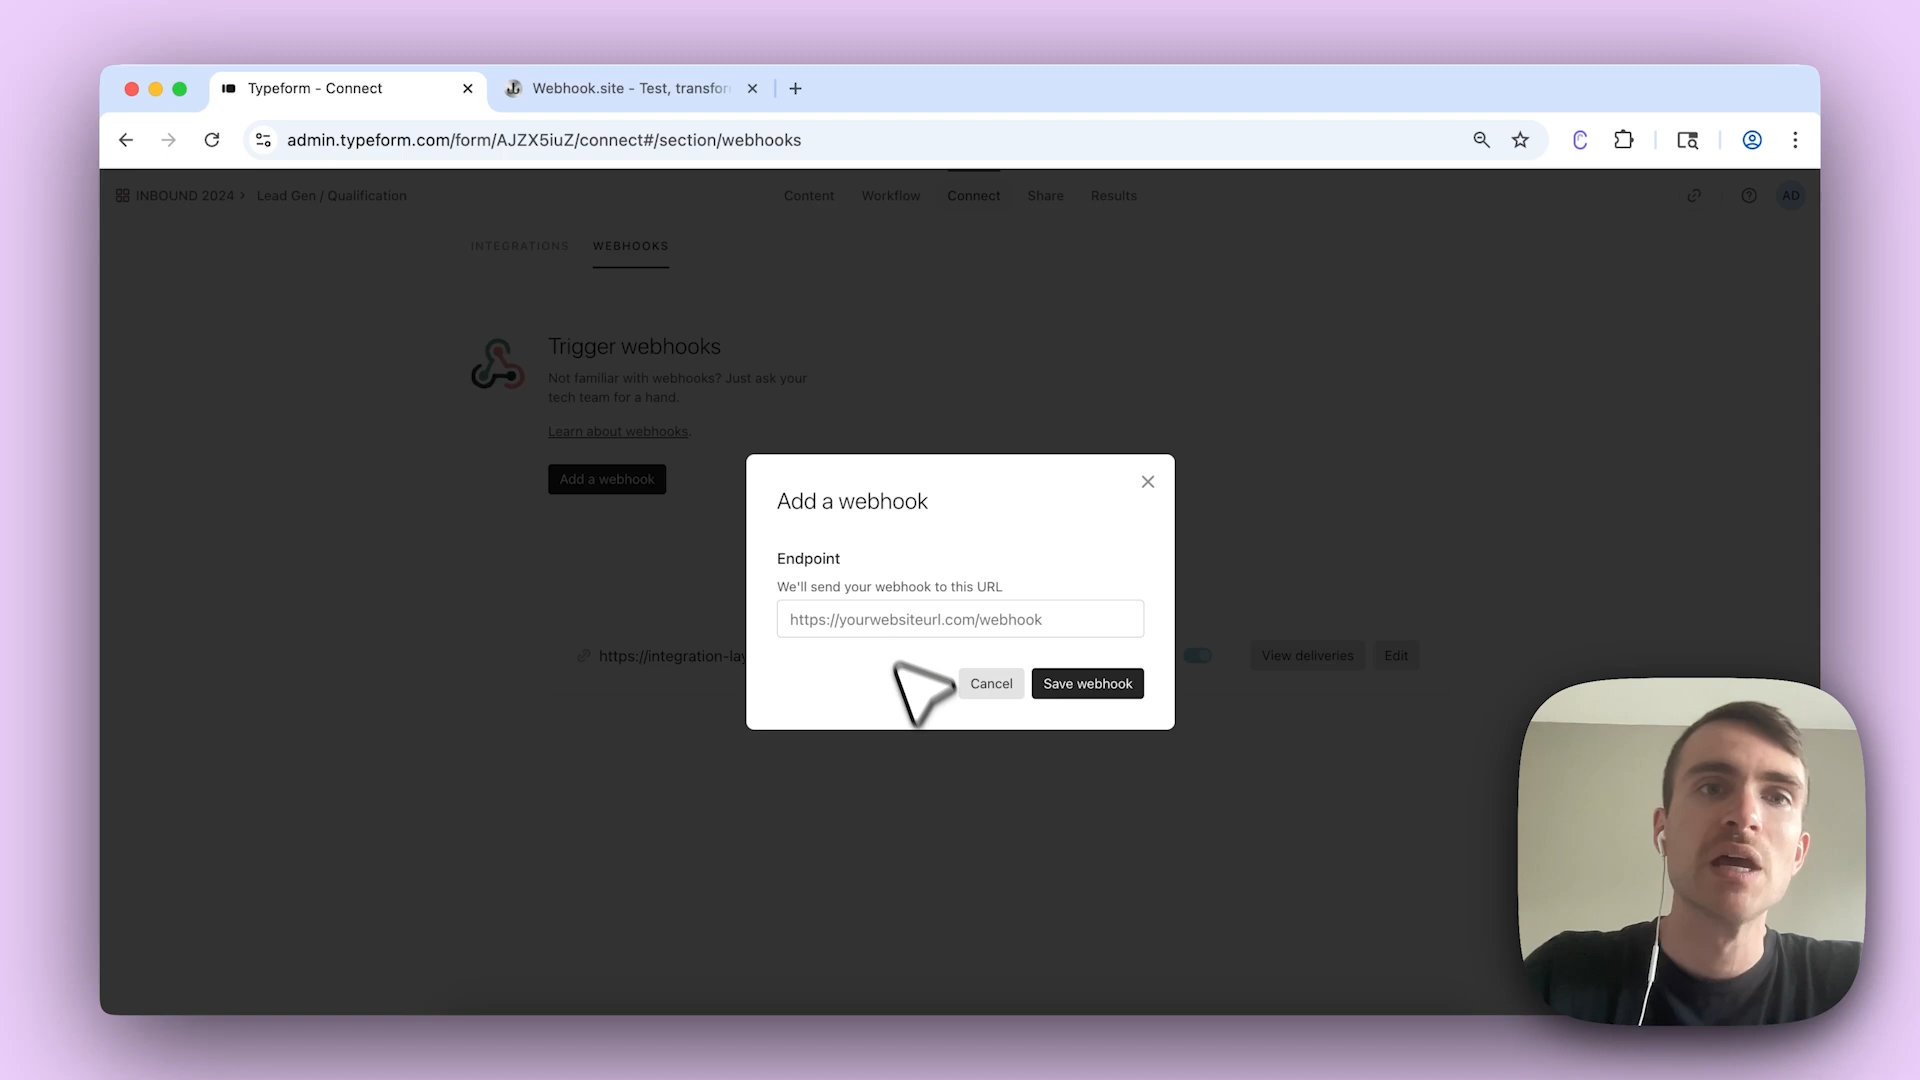 Typeform - Connect
Webhook.site - Test, transfor
admin.typeform.com/form/AJZX5iuZ/connect#/section/webhooks
INBOUND 2024 › Lead Gen / Qualification
Content
Workflow
Connect
Share
Results
AD
INTEGRATIONS
WEBHOOKS
Trigger webhooks
Not familiar with webhooks? Just ask your
tech team for a hand.
Learn about webhooks.
Add a webhook
Add a webhook
Endpoint
We'll send your webhook to this URL
https://yourwebsiteurl.com/webhook
Cancel
Save webhook
https://integration-lay
View deliveries
Edit